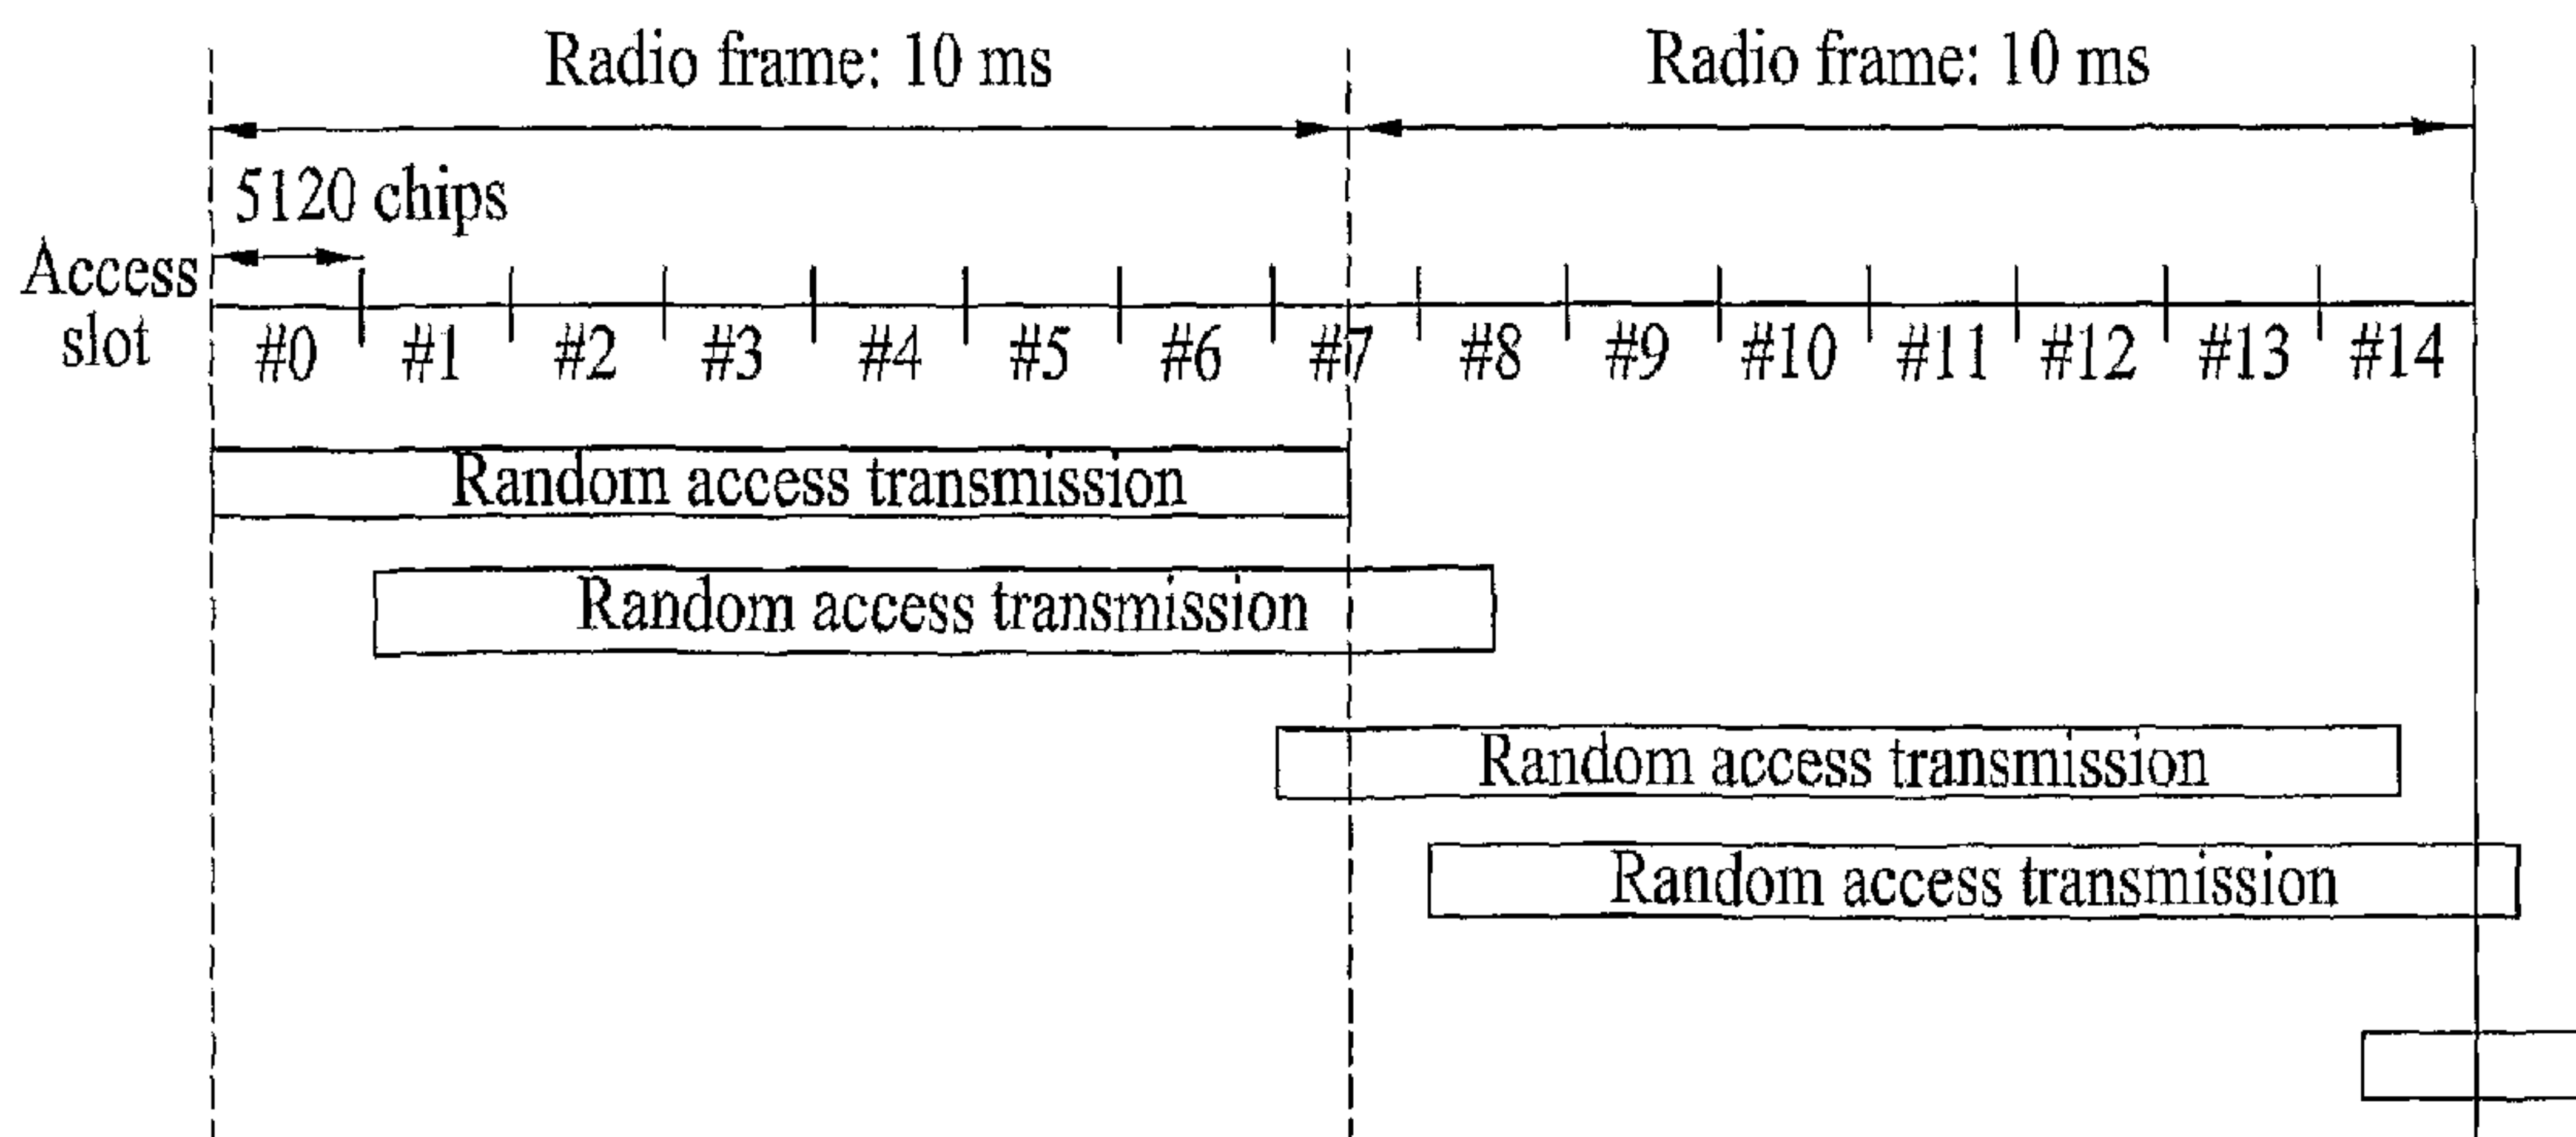 Radio frame: 10 ms
Radio frame: 10 ms
5120 chips
Access
slot
#0 #1 #2 #3 #4 #5 #6 #7 #8 #9 #10 #11 #12 #13 #14
Random access transmission
Random access transmission
Random access transmission
Random access transmission